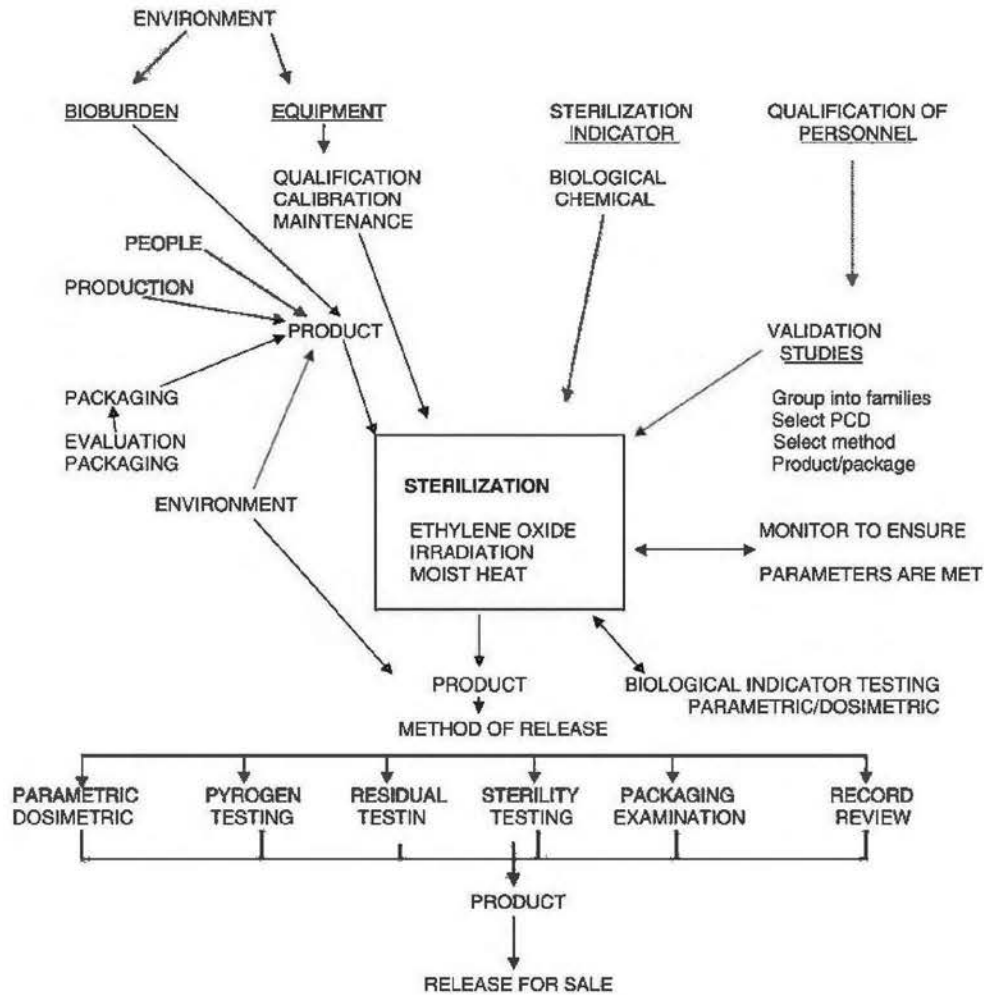 ENVIRONMENT
BIOBURDEN
EQUIPMENT
STERILIZATION
INDICATOR
QUALIFICATION OF
PERSONNEL
QUALIFICATION
CALIBRATION
MAINTENANCE
BIOLOGICAL
CHEMICAL
PEOPLE
PRODUCTION
PRODUCT
VALIDATION
STUDIES
PACKAGING
EVALUATION
PACKAGING
Group into families
Select PCD
Select method
Product/package
ENVIRONMENT
STERILIZATION
ETHYLENE OXIDE
IRRADIATION
MOIST HEAT
MONITOR TO ENSURE
PARAMETERS ARE MET
PRODUCT
BIOLOGICAL INDICATOR TESTING
PARAMETRIC/DOSIMETRIC
METHOD OF RELEASE
PARAMETRIC
DOSIMETRIC
PYROGEN
TESTING
RESIDUAL
TESTIN
STERILITY
TESTING
PACKAGING
EXAMINATION
RECORD
REVIEW
PRODUCT
RELEASE FOR SALE